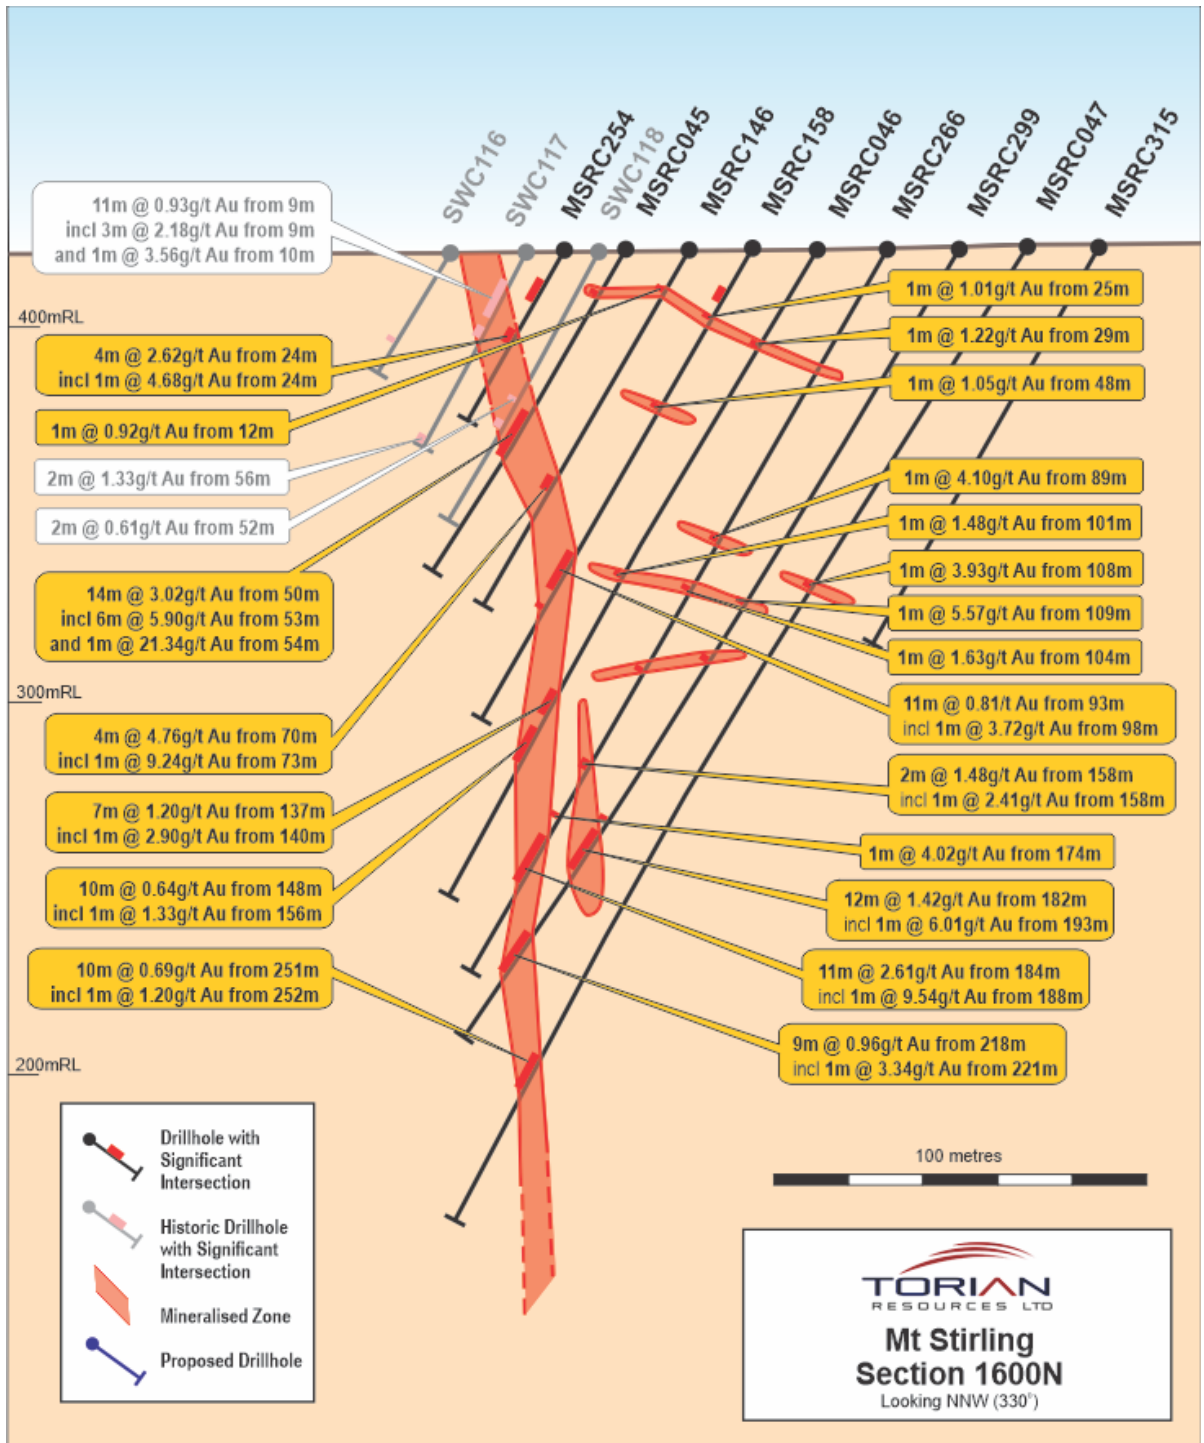 SWC116
SWC117
MSRC254
SWC118
MSRC045
MSRC146
MSRC158
MSRC046
MSRC266
MSRC299
MSRC047
MSRC315
11m @ 0.93g/t Au from 9m
incl 3m @ 2.18g/t Au from 9m
and 1m @ 3.56g/t Au from 10m
400mRL
4m @ 2.62g/t Au from 24m
incl 1m @ 4.68g/t Au from 24m
1m @ 0.92g/t Au from 12m
2m @ 1.33g/t Au from 56m
2m @ 0.61g/t Au from 52m
14m @ 3.02g/t Au from 50m
incl 6m @ 5.90g/t Au from 53m
and 1m @ 21.34g/t Au from 54m
300mRL
4m @ 4.76g/t Au from 70m
incl 1m @ 9.24g/t Au from 73m
7m @ 1.20g/t Au from 137m
incl 1m @ 2.90g/t Au from 140m
10m @ 0.64g/t Au from 148m
incl 1m @ 1.33g/t Au from 156m
10m @ 0.69g/t Au from 251m
incl 1m @ 1.20g/t Au from 252m
200mRL
1m @ 1.01g/t Au from 25m
1m @ 1.22g/t Au from 29m
1m @ 1.05g/t Au from 48m
1m @ 4.10g/t Au from 89m
1m @ 1.48g/t Au from 101m
1m @ 3.93g/t Au from 108m
1m @ 5.57g/t Au from 109m
1m @ 1.63g/t Au from 104m
11m @ 0.81g/t Au from 93m
incl 1m @ 3.72g/t Au from 98m
2m @ 1.48g/t Au from 158m
incl 1m @ 2.41g/t Au from 158m
1m @ 4.02g/t Au from 174m
12m @ 1.42g/t Au from 182m
incl 1m @ 6.01g/t Au from 193m
11m @ 2.61g/t Au from 184m
incl 1m @ 9.54g/t Au from 188m
9m @ 0.96g/t Au from 218m
incl 1m @ 3.34g/t Au from 221m
Drillhole with
Significant
Intersection
Historic Drillhole
with Significant
Intersection
Mineralised Zone
Proposed Drillhole
100 metres
TORIAN
RESOURCES LTD
Mt Stirling
Section 1600N
Looking NNW (330°)